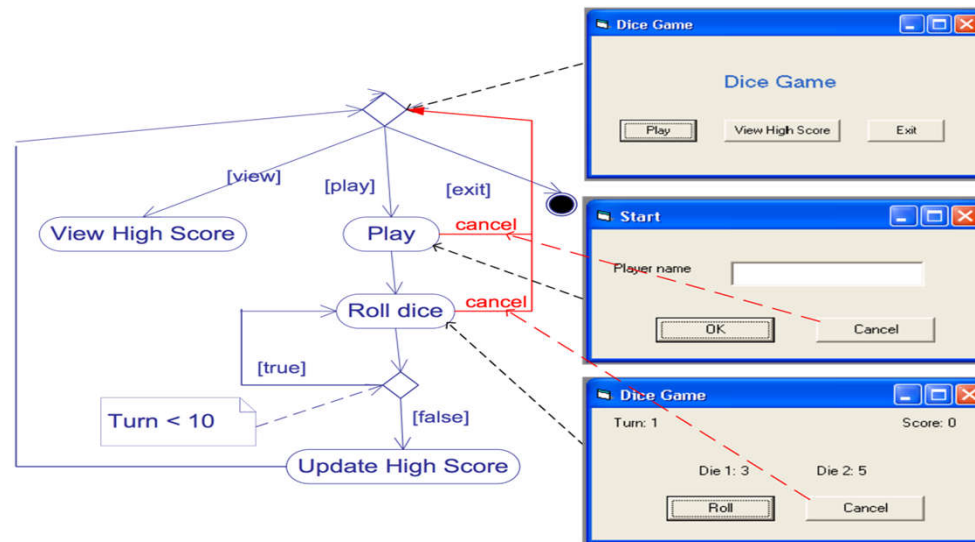 Dice Game
Dice Game
Play
View High Score
Exit
[view]
[play]
[exit]
View High Score
Play
cancel
Start
Player name
OK
Cancel
Roll dice
cancel
[true]
Turn < 10
[false]
Update High Score
Dice Game
Turn: 1
Score: 0
Die 1: 3
Die 2: 5
Roll
Cancel